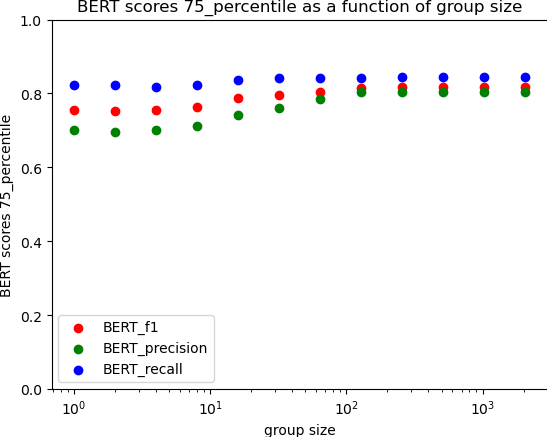 BERT scores 75_percentile as a function of group size
BERT scores 75_percentile
1.0
0.8
0.6
0.4
0.2
0.0
BERT_f1
BERT_precision
BERT_recall
10⁰ 10¹ 10² 10³
group size